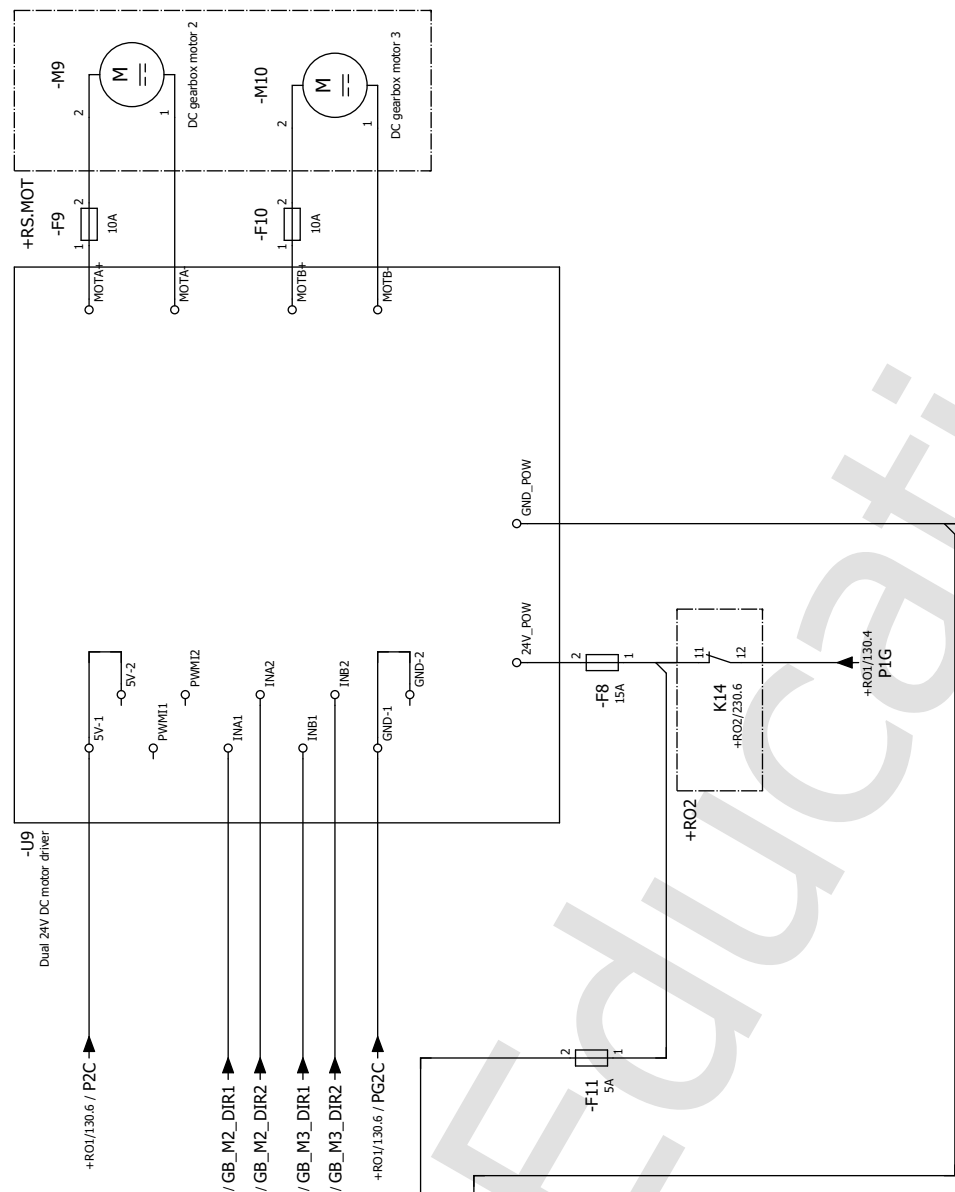 -M9
2
M
1
DC gearbox motor 2
-M10
2
M
1
DC gearbox motor 3
+RS.MOT
-F9
2
1
10A
-F10
2
1
10A
MOTA+
MOTA-
MOTB+
MOTB-
GND_POW
24V_POW
5V-1
5V-2
PWMI1
PWMI2
INA1
INA2
INB1
INB2
GND-1
GND-2
-U9
Dual 24V DC motor driver
-F8
15A
2
1
11
12
K14
+RO2/230.6
+RO2
+RO1/130.4
P1G
-F11
5A
2
1
+RO1/130.6 / P2C
/ GB_M2_DIR1
/ GB_M2_DIR2
/ GB_M3_DIR1
/ GB_M3_DIR2
+RO1/130.6 / PG2C
Educati